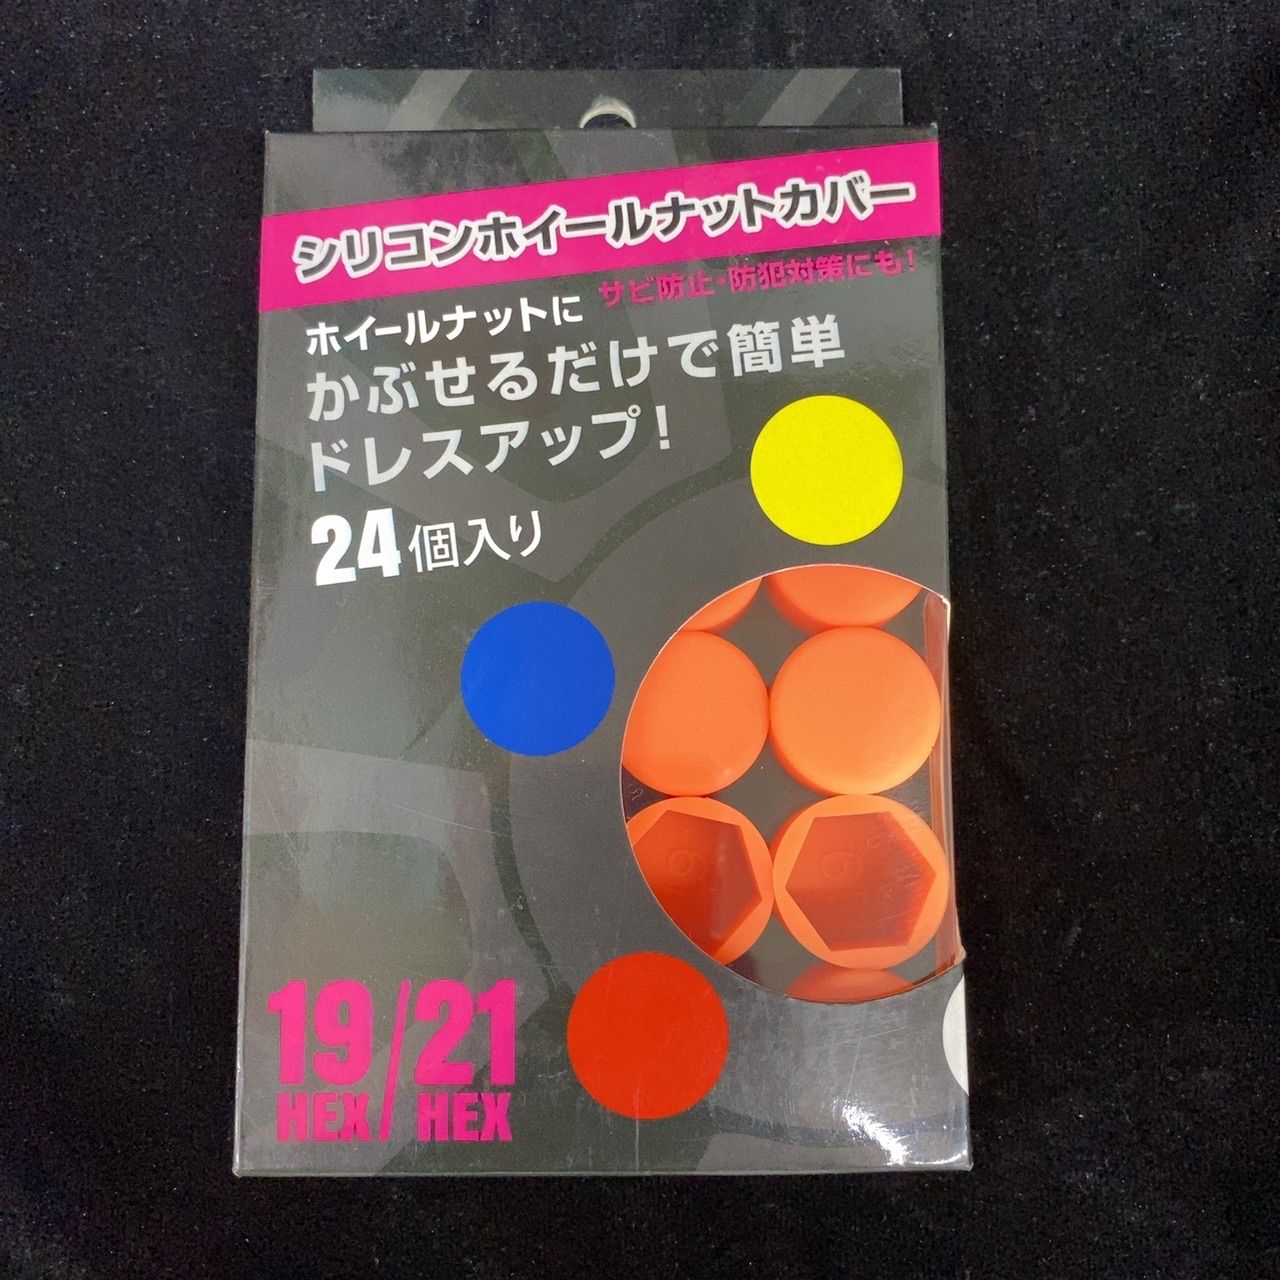 シリコンホイールナットカバー
サビ防止・防犯対策にも!
ホイールナットに
かぶせるだけで簡単
ドレスアップ!
24個入り
19/21
HEX/HEX